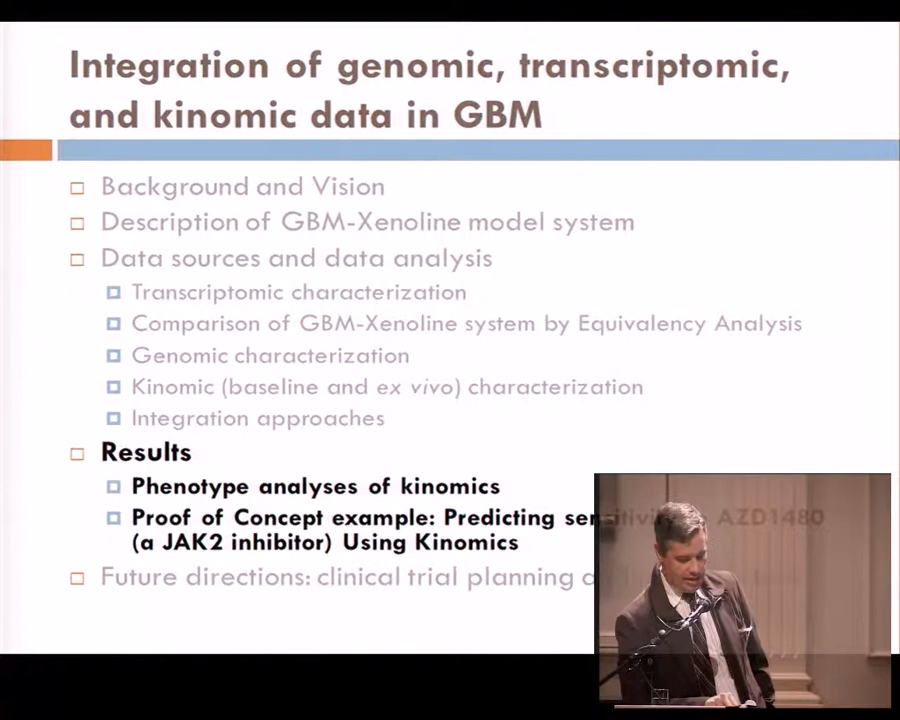 Integration of genomic, transcriptomic,
and kinomic data in GBM
Background and Vision
Description of GBM-Xenoline model system
Data sources and data analysis
Transcriptomic characterization
Comparison of GBM-Xenoline system by Equivalency Analysis
Genomic characterization
Kinomic (baseline and ex vivo) characterization
Integration approaches
Results
Phenotype analyses of kinomics
Proof of Concept example: Predicting sensitivity AZD1480
(a JAK2 inhibitor) Using Kinomics
Future directions: clinical trial planning